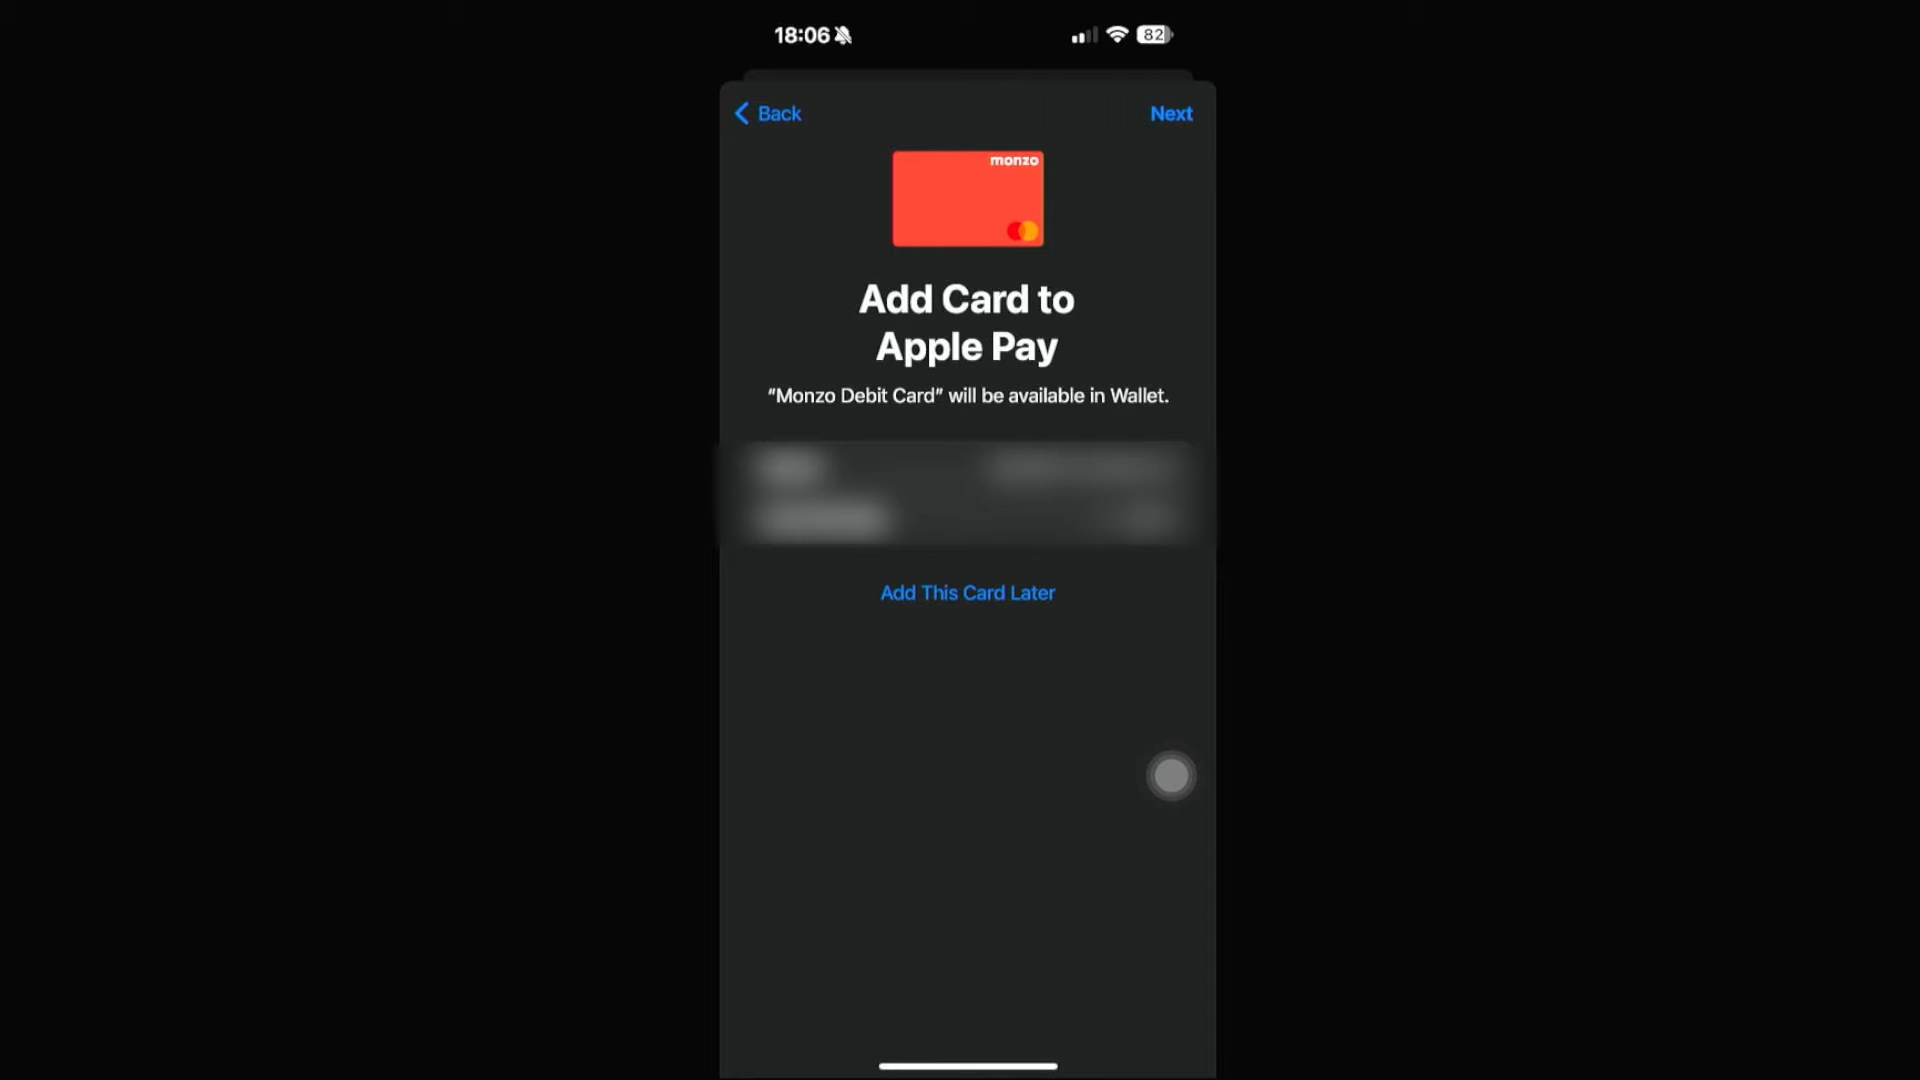 18:06
82
Back
Next
monzo
Add Card to
Apple Pay
“Monzo Debit Card” will be available in Wallet.
Add This Card Later